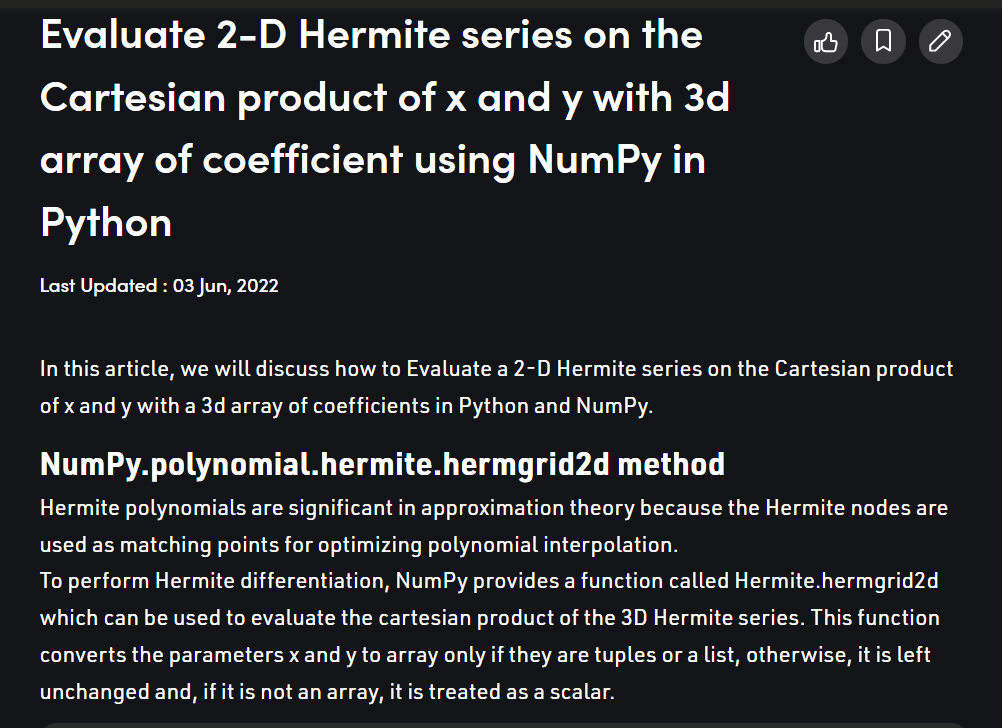 Evaluate 2-D Hermite series on the
Cartesian product of x and y with 3d
array of coefficient using NumPy in
Python
Last Updated : 03 Jun, 2022
In this article, we will discuss how to Evaluate a 2-D Hermite series on the Cartesian product
of x and y with a 3d array of coefficients in Python and NumPy.
NumPy.polynomial.hermite.hermgrid2d method
Hermite polynomials are significant in approximation theory because the Hermite nodes are
used as matching points for optimizing polynomial interpolation.
To perform Hermite differentiation, NumPy provides a function called Hermite.hermgrid2d
which can be used to evaluate the cartesian product of the 3D Hermite series. This function
converts the parameters x and y to array only if they are tuples or a list, otherwise, it is left
unchanged and, if it is not an array, it is treated as a scalar.